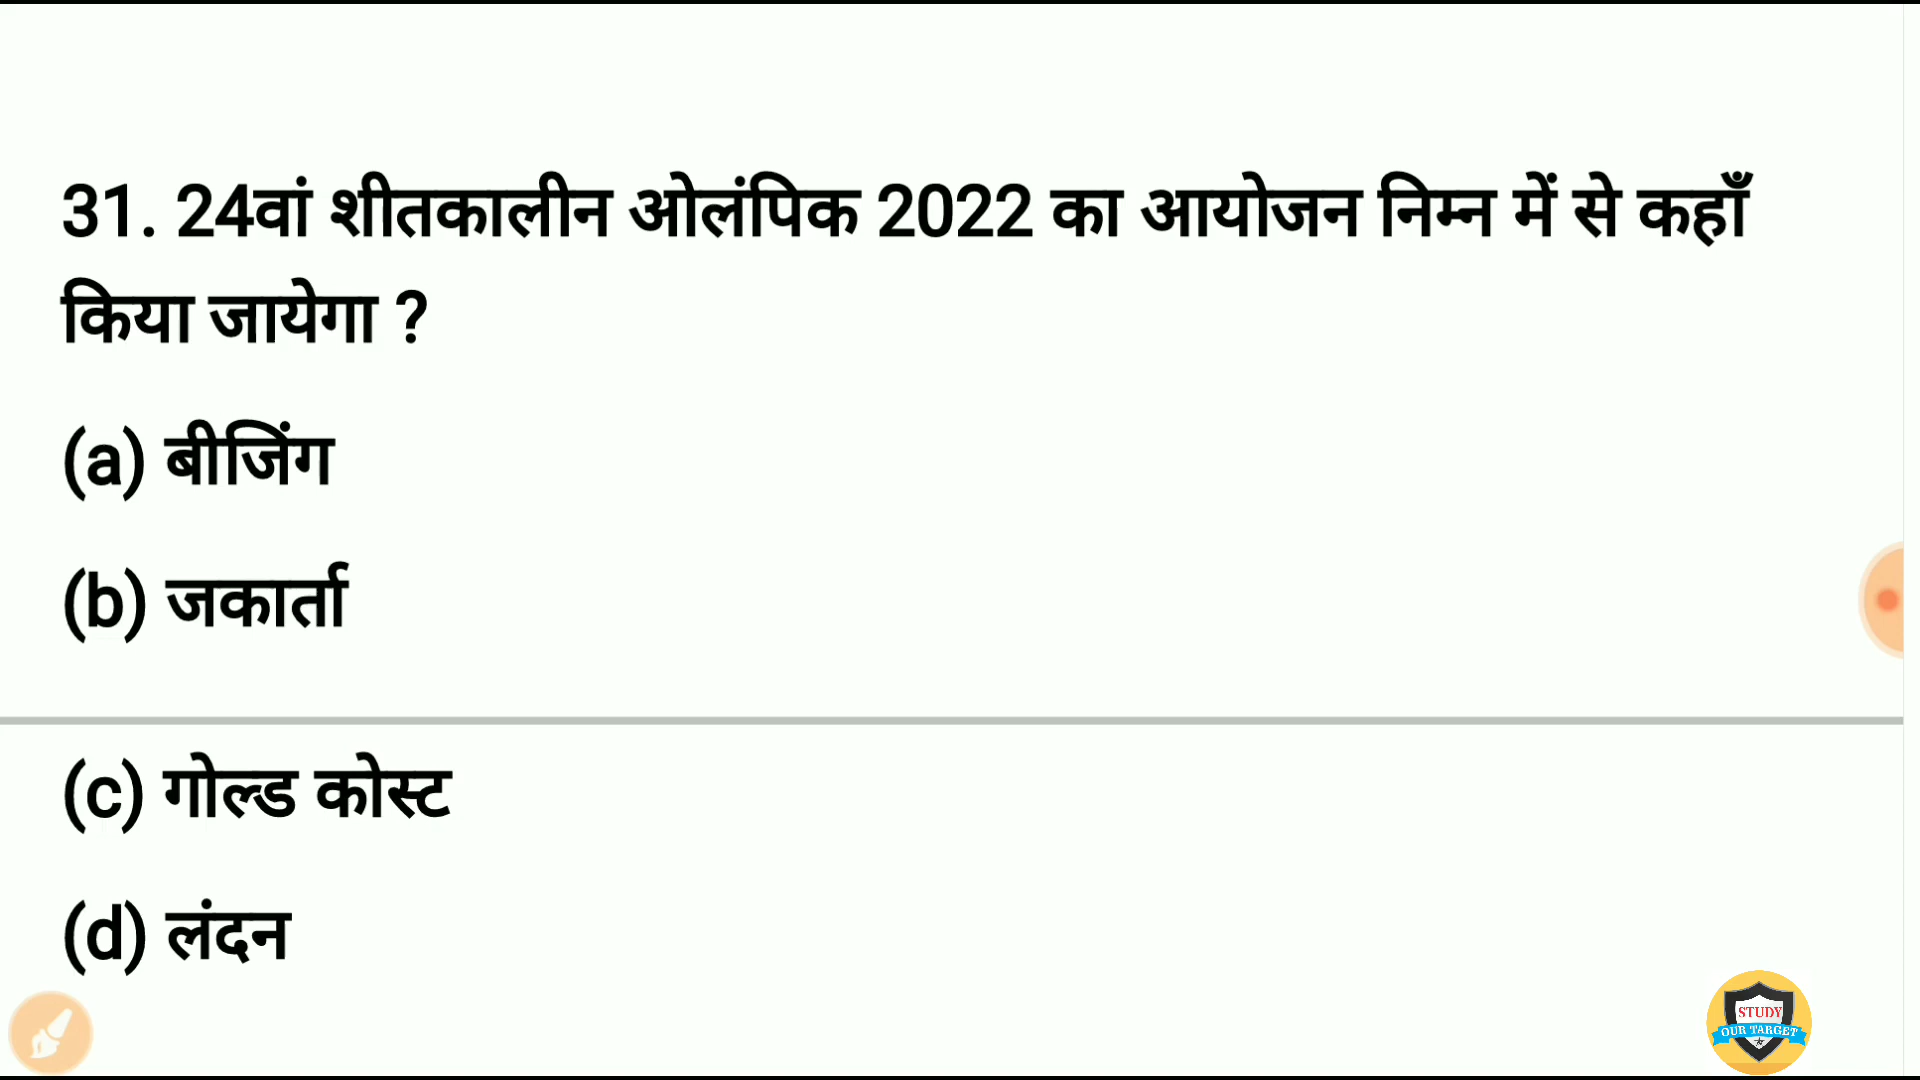 31. 24वां शीतकालीन ओलंपिक 2022 का आयोजन निम्न में से कहाँ
किया जायेगा ?
(a) बीजिंग
(b) जकार्ता
(c) गोल्ड कोस्ट
(d) लंदन
STUDY
OUR TARGET